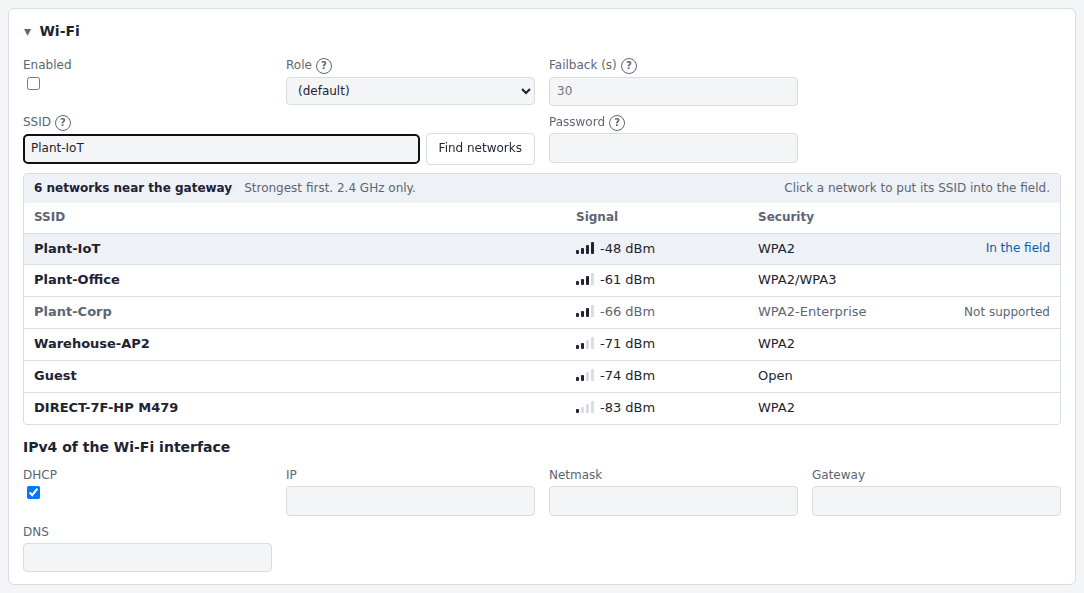 ▾ Wi-Fi
Enabled Role ? Failback (s) ?
(default) 30
SSID ? Password ?
Plant-IoT Find networks
6 networks near the gateway Strongest first. 2.4 GHz only. Click a network to put its SSID into the field.
SSID Signal Security
Plant-IoT -48 dBm WPA2 In the field
Plant-Office -61 dBm WPA2/WPA3
Plant-Corp -66 dBm WPA2-Enterprise Not supported
Warehouse-AP2 -71 dBm WPA2
Guest -74 dBm Open
DIRECT-7F-HP M479 -83 dBm WPA2
IPv4 of the Wi-Fi interface
DHCP IP Netmask Gateway
DNS